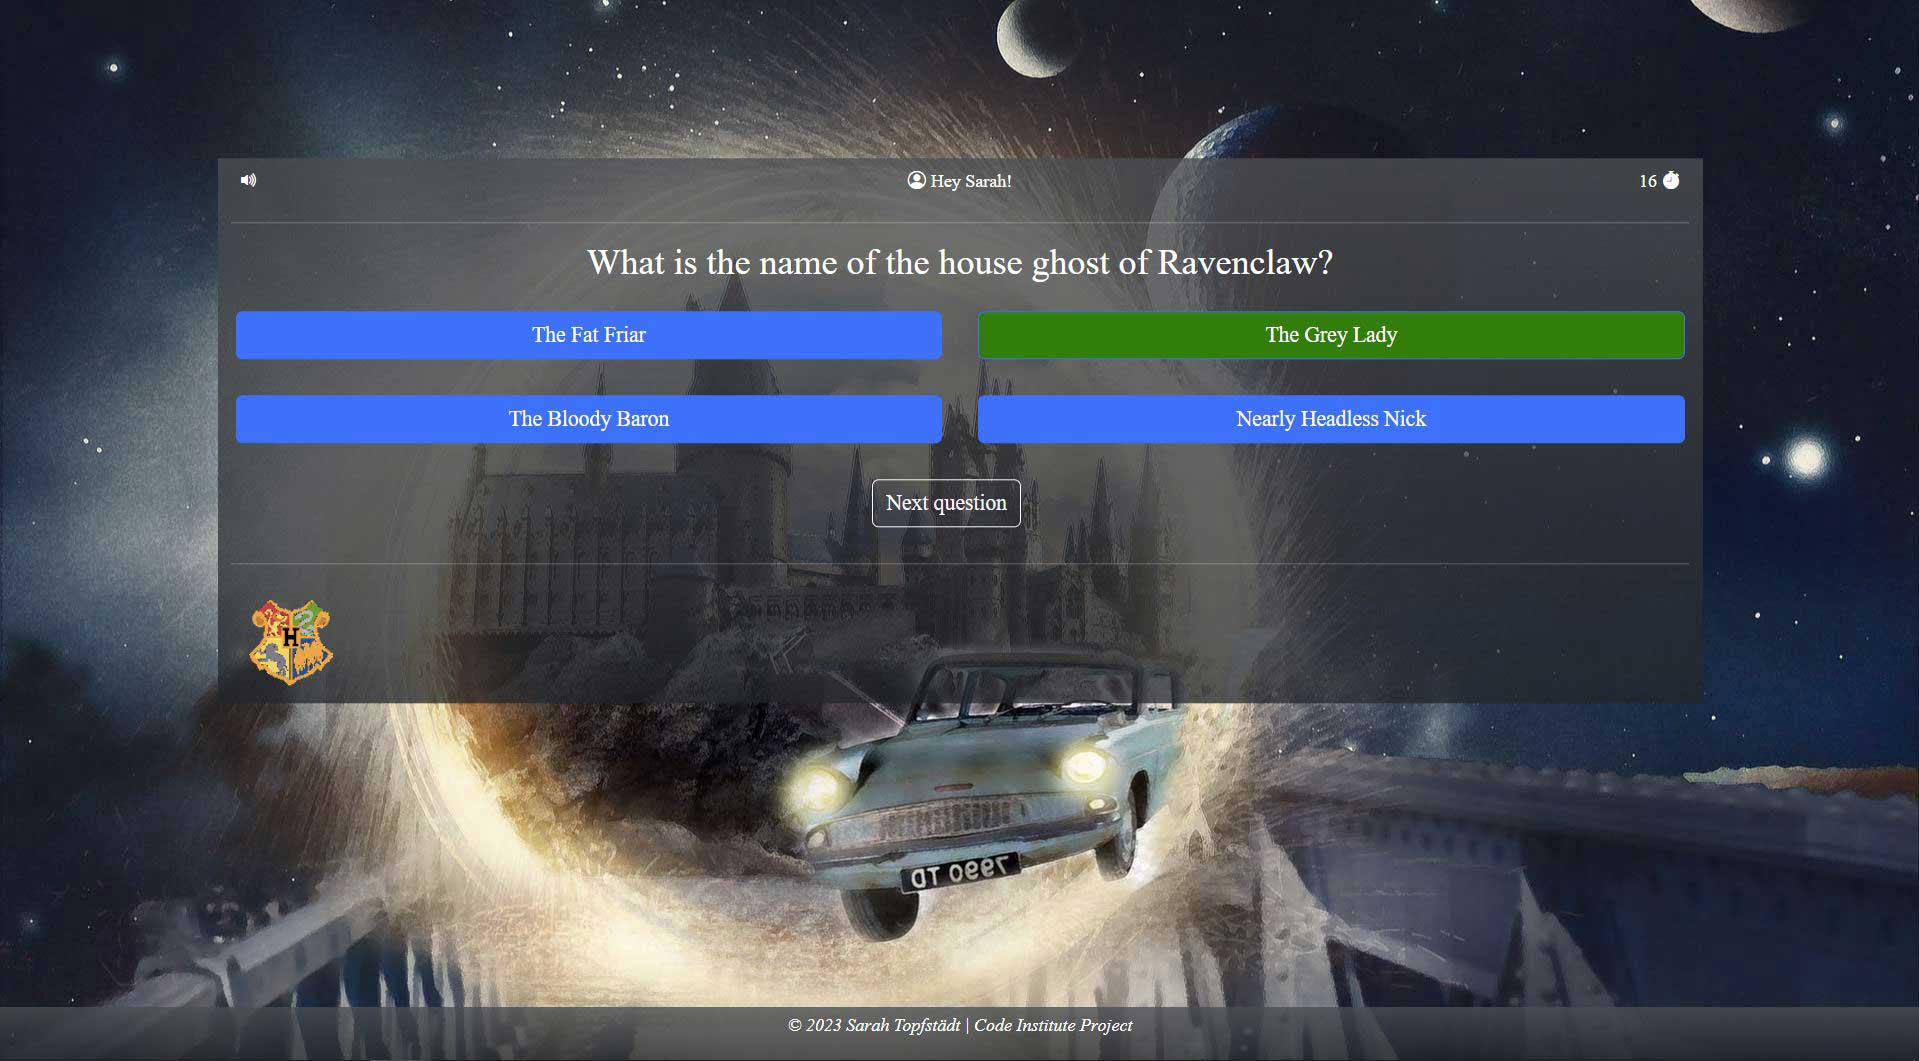 Hey Sarah!
16
What is the name of the house ghost of Ravenclaw?
The Fat Friar
The Grey Lady
The Bloody Baron
Nearly Headless Nick
Next question
H
7990 TD
© 2023 Sarah Topfstädt | Code Institute Project